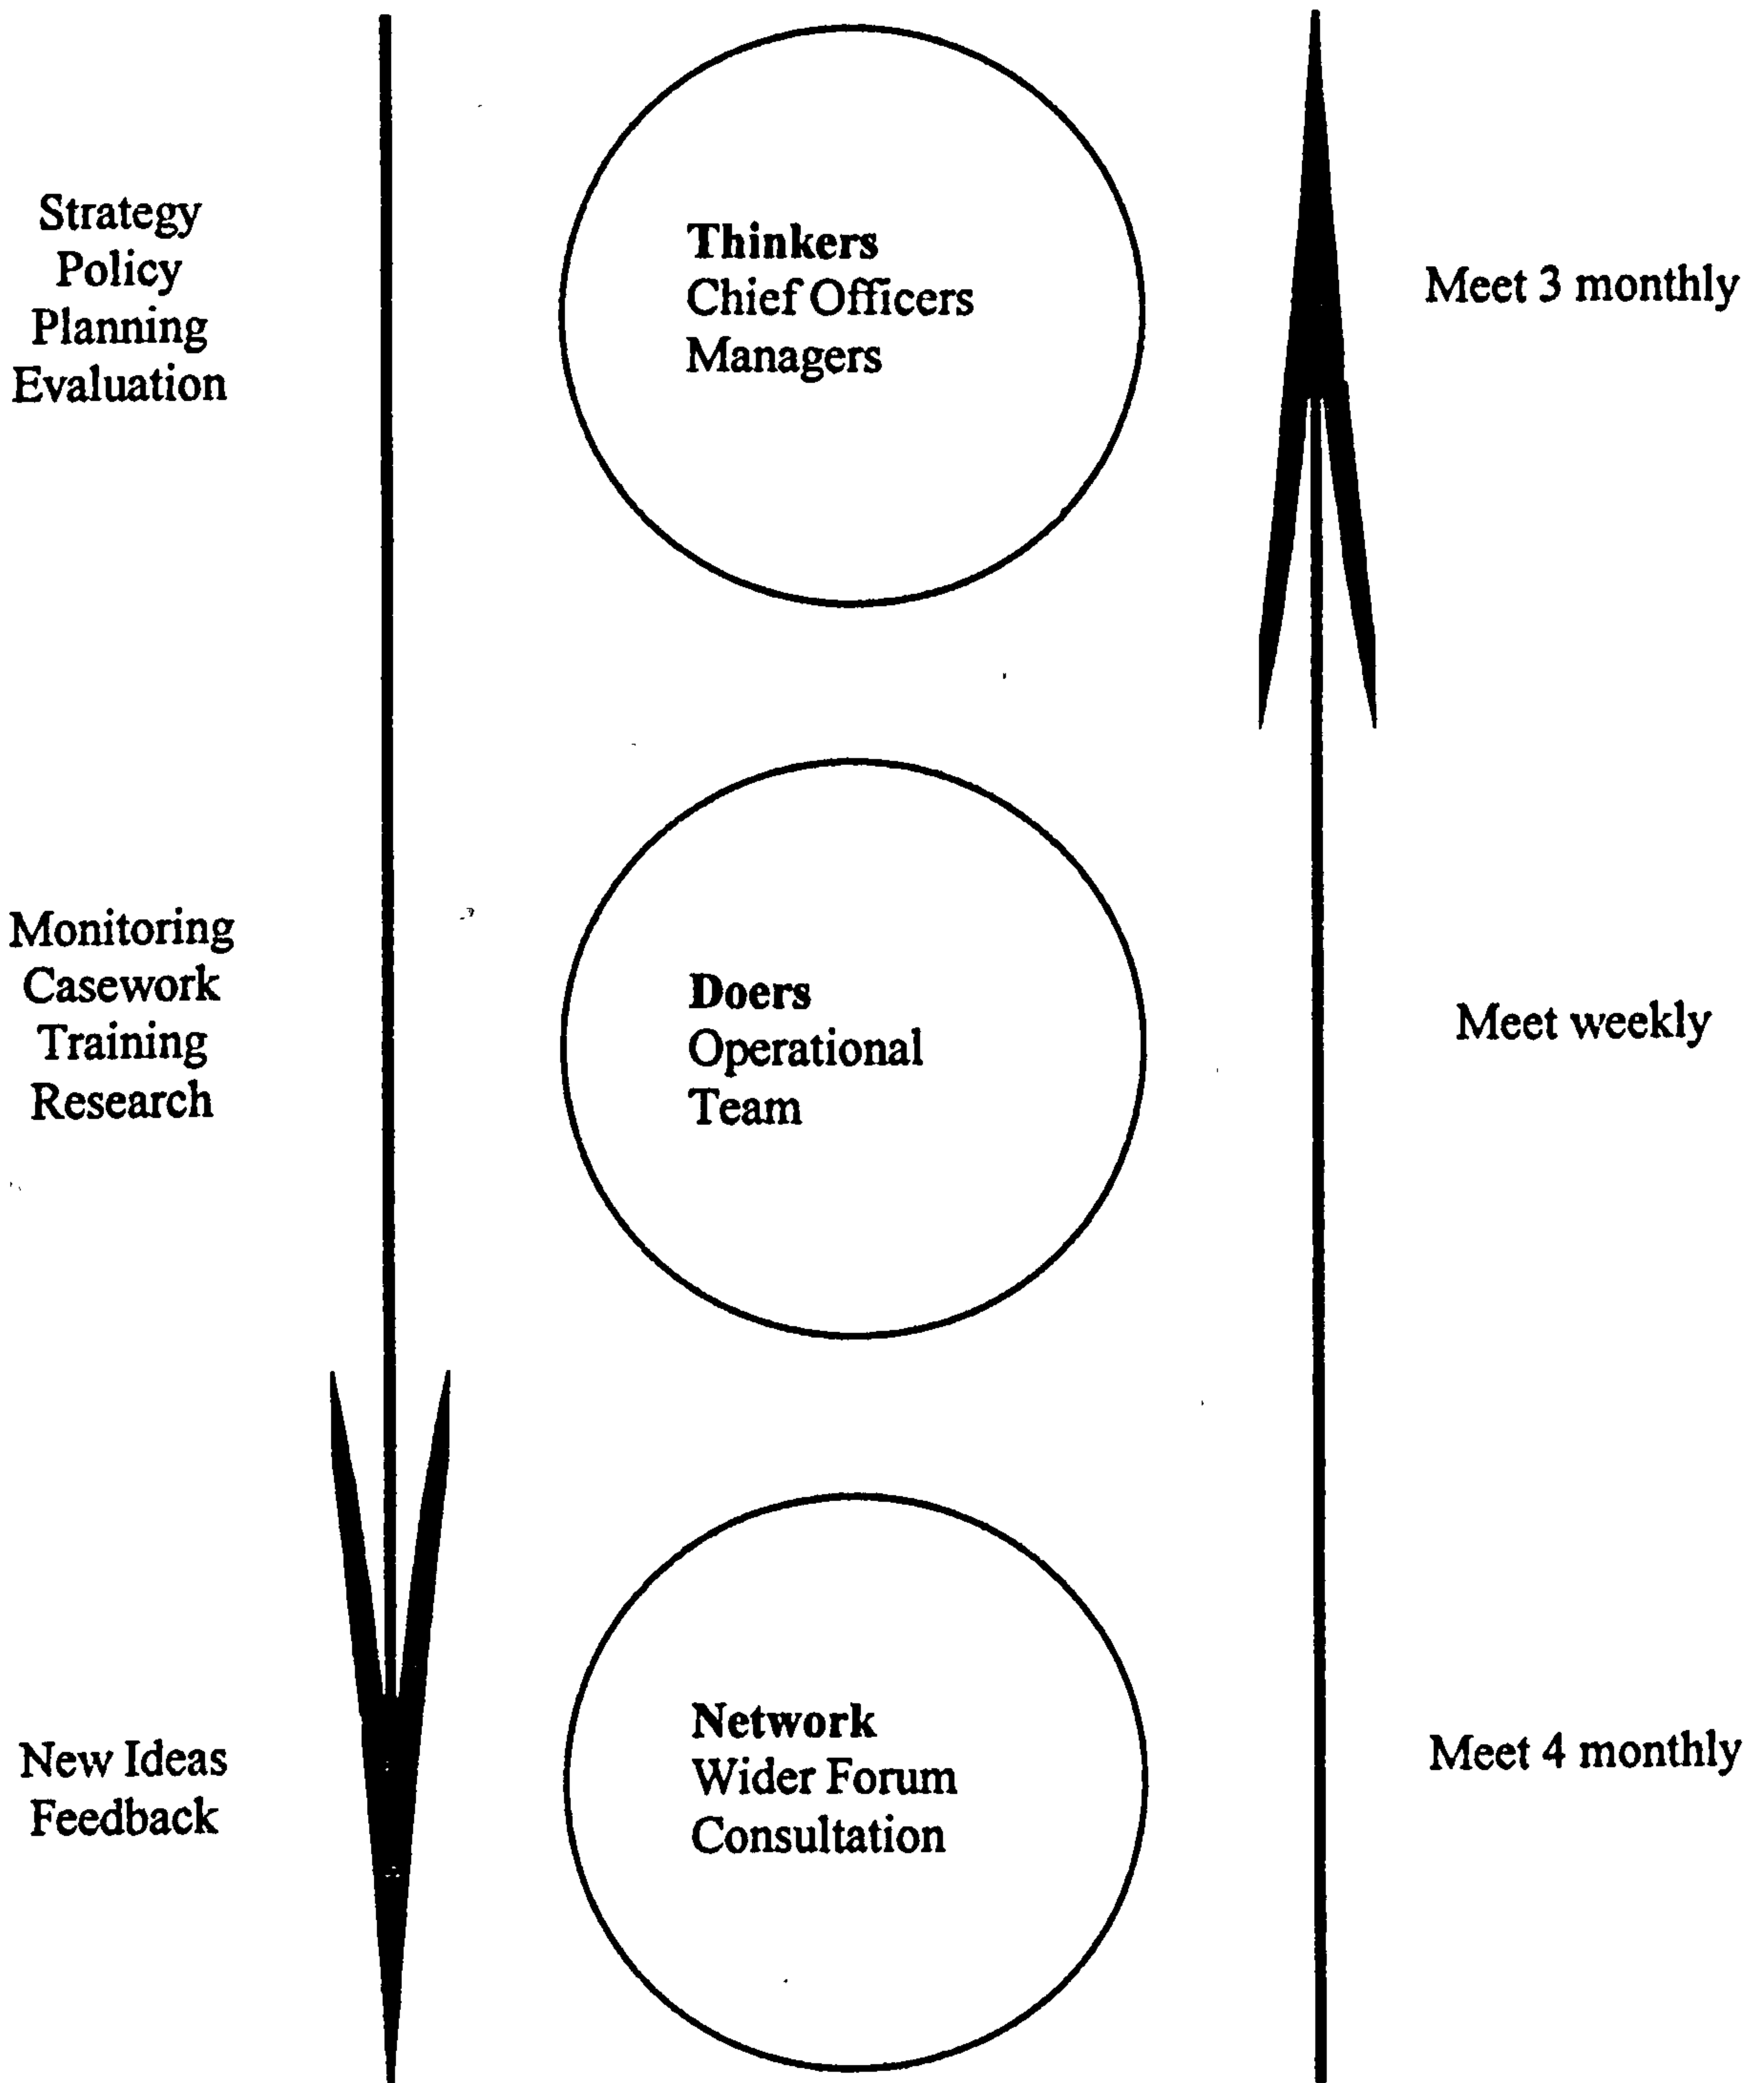 Strategy
Policy
Planning
Evaluation
Thinkers
Chief Officers
Managers
Meet 3 monthly
Monitoring
Casework
Training
Research
Doers
Operational
Team
Meet weekly
New Ideas
Feedback
Network
Wider Forum
Consultation
Meet 4 monthly